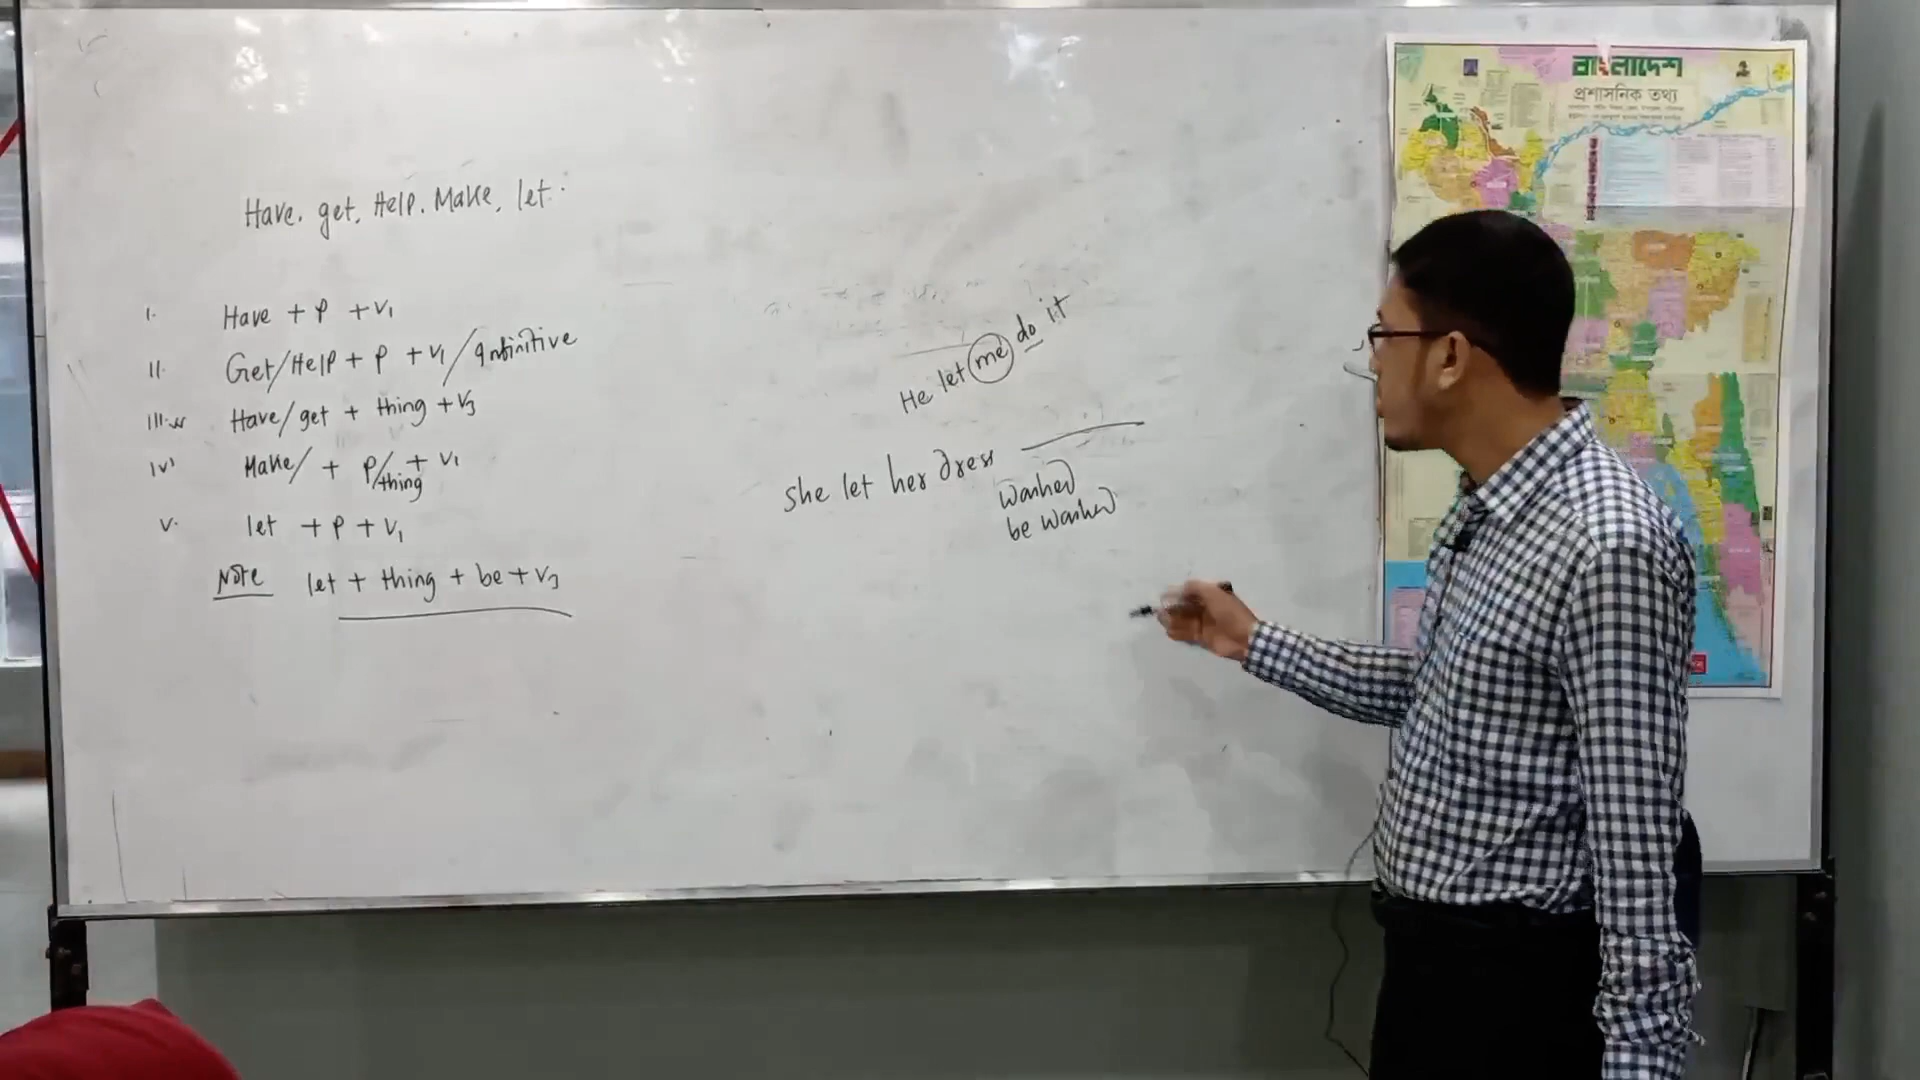 Have. get, Help. Make, let.
I. Have + P + V1
II. Get/Help + P + V1/Infinitive
III. Have/get + thing + V3
IV) Make/ + P/thing + V1
V. let + P + V1
Note let + thing + be + V3
He let me do it
she let her dress
washed
be washed
বাংলাদেশ
প্রশাসনিক তথ্য